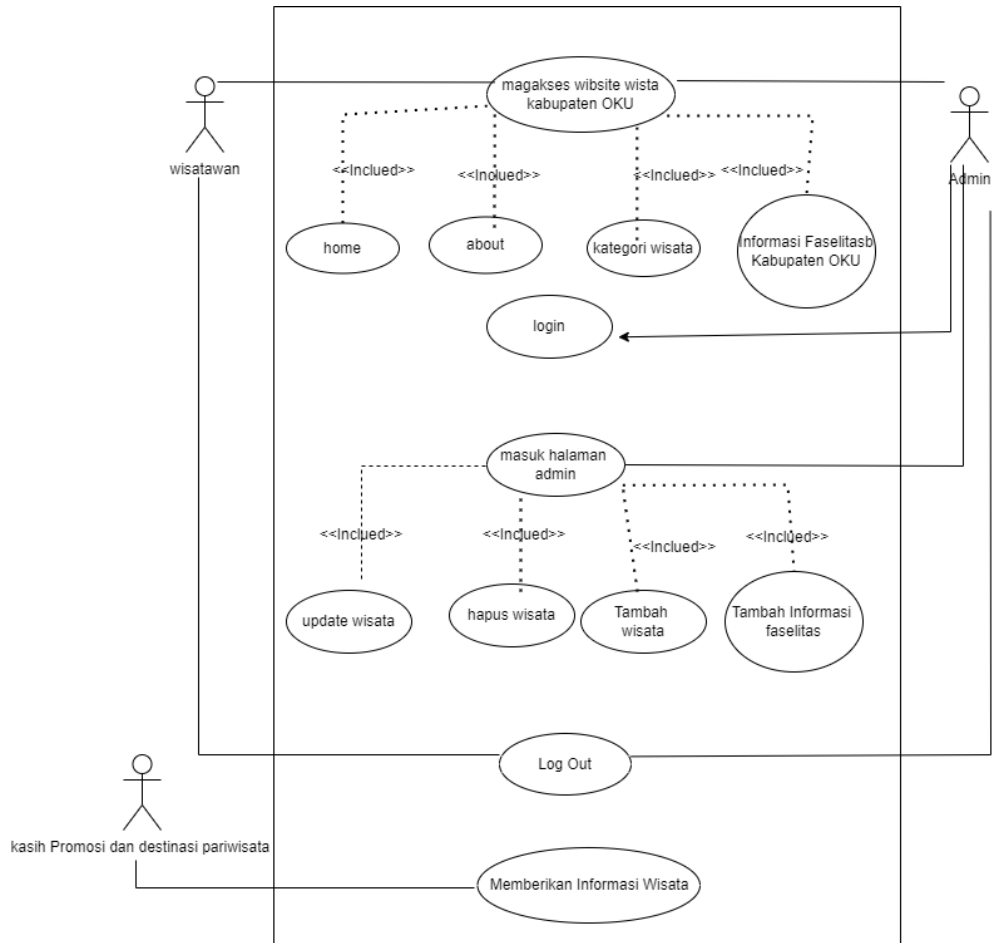 magakses wibsite wista
kabupaten OKU
wisatawan
Admin
<<Inclued>>
<<Inclued>>
<<Inclued>>
<<Inclued>>
home
about
kategori wisata
Informasi Faselitasb
Kabupaten OKU
login
masuk halaman
admin
<<Inclued>>
<<Inclued>>
<<Inclued>>
<<Inclued>>
update wisata
hapus wisata
Tambah
wisata
Tambah Informasi
faselitas
Log Out
kasih Promosi dan destinasi pariwisata
Memberikan Informasi Wisata